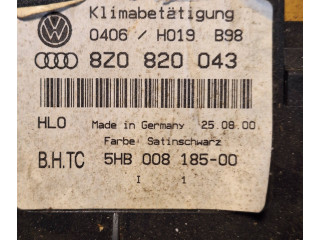 Klimabetätigung
0406 / H019 B98
8Z0 820 043
HLO Made in Germany 25.08.00
Farbe Satinschwarz
B.H.TC 5HB 008 185-00
I 1